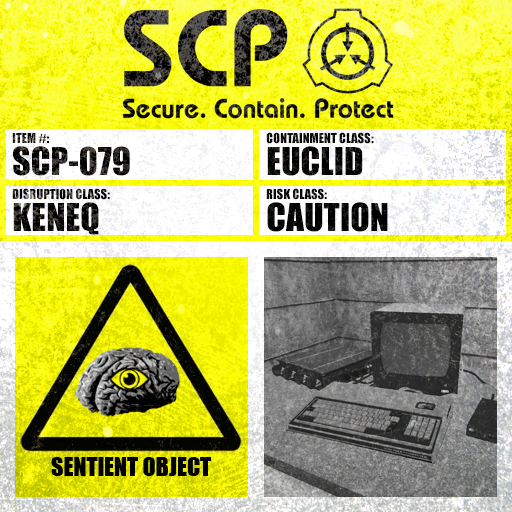 SCP
Secure. Contain. Protect
ITEM #:
SCP-079
CONTAINMENT CLASS:
EUCLID
DISRUPTION CLASS:
KENEQ
RISK CLASS:
CAUTION
SENTIENT OBJECT